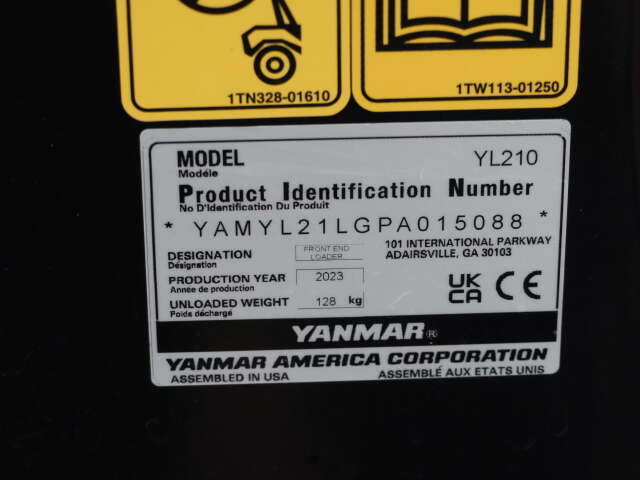 1TN328-01610
1TW113-01250
MODEL YL210
Modéle
Product Identification Number
No D'Identification Du Produit
* YAMYL21LGPA015088 *
DESIGNATION FRONT END LOADER
Désignation
101 INTERNATIONAL PARKWAY
ADAIRSVILLE, GA 30103
PRODUCTION YEAR 2023
Année de production
UNLOADED WEIGHT 128 kg
Poids déchargé
UK CA CE
YANMAR®
YANMAR AMERICA CORPORATION
ASSEMBLED IN USA ASSEMBLÉ AUX ETATS UNIS